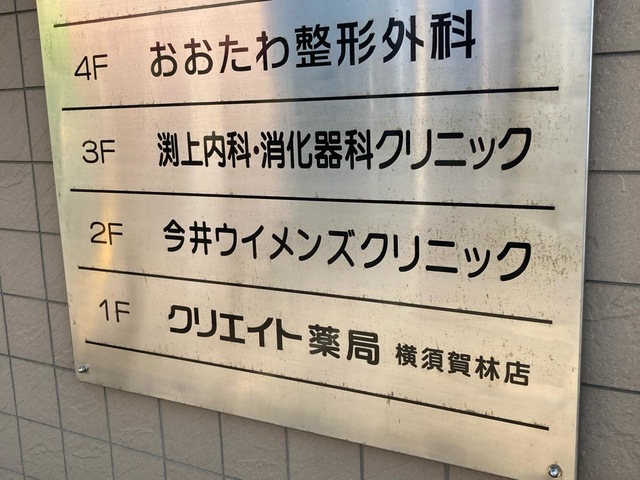 4F おおたわ整形外科
3F 渕上内科・消化器科クリニック
2F 今井ウイメンズクリニック
1F クリエイト薬局 横須賀林店